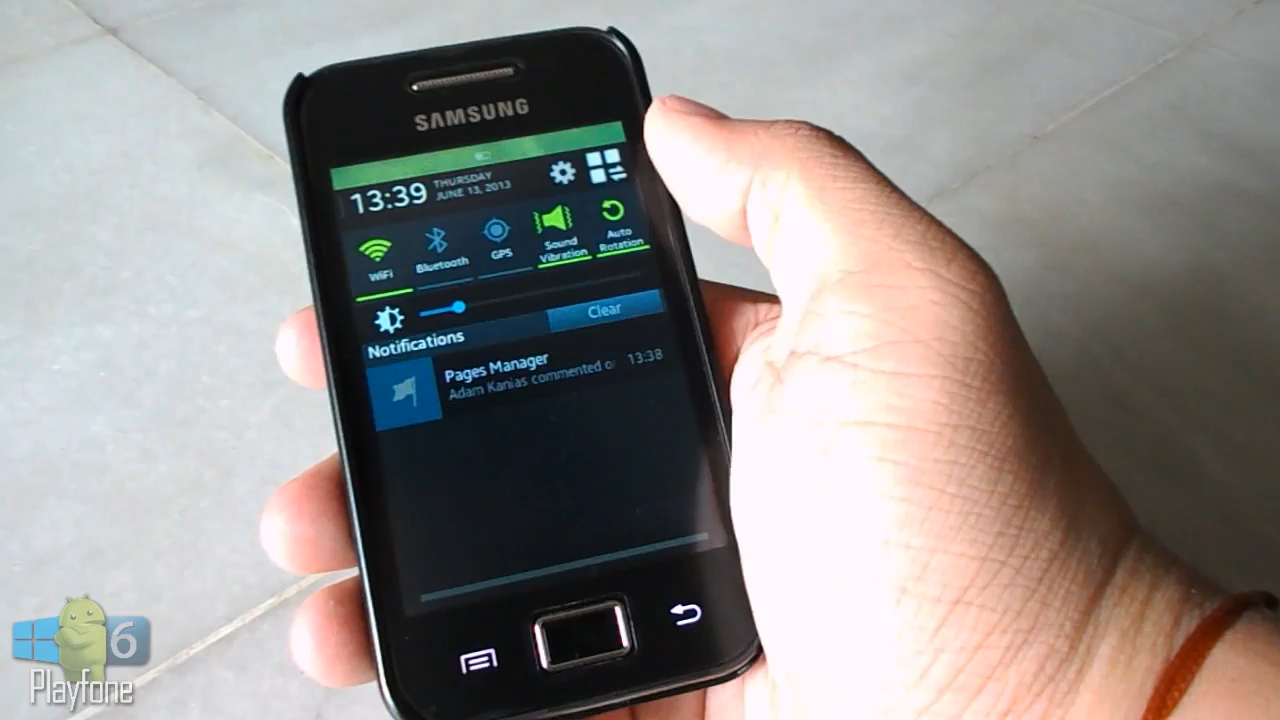 SAMSUNG
13:39
THURSDAY
JUNE 13, 2013
WiFi
Bluetooth
GPS
Sound
Vibration
Auto
Rotation
Clear
Notifications
Pages Manager
13:38
Adam Kanias commented o
6
Playfone